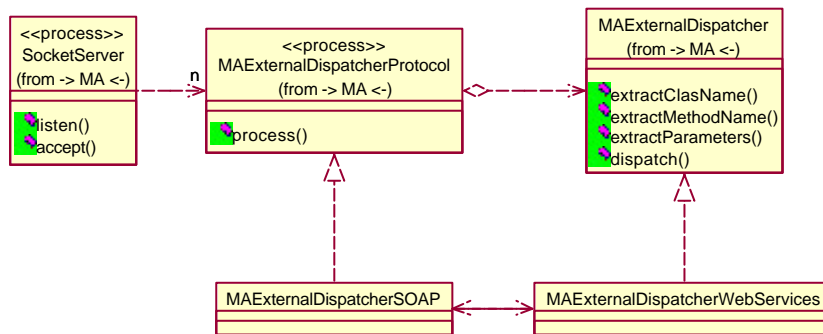 <<process>>
SocketServer
(from -> MA <-)
listen()
accept()
n
<<process>>
MAExternalDispatcherProtocol
(from -> MA <-)
process()
MAExternalDispatcher
(from -> MA <-)
extractClasName()
extractMethodName()
extractParameters()
dispatch()
MAExternalDispatcherSOAP
MAExternalDispatcherWebServices